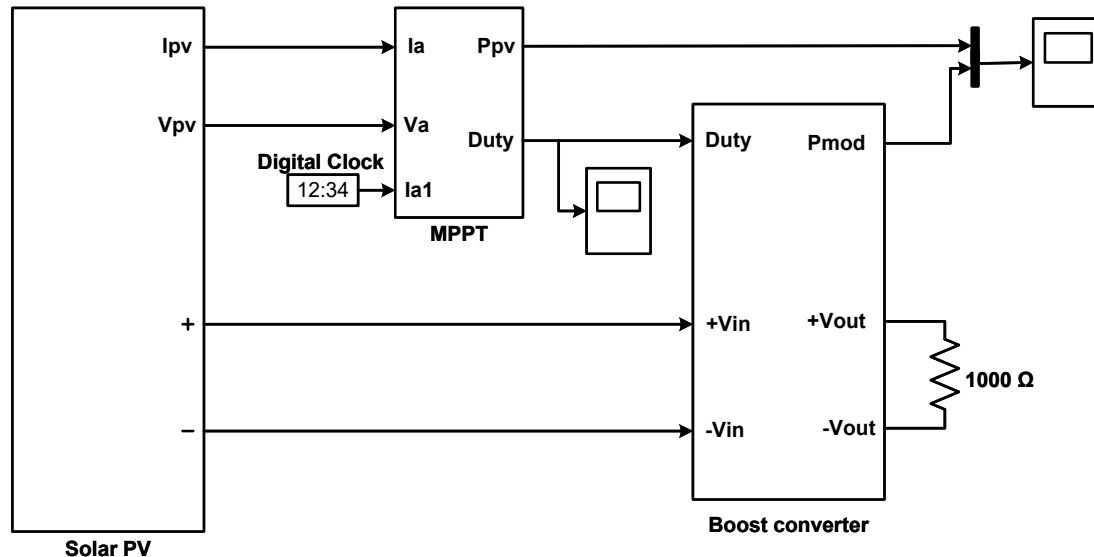 Ipv
Ia
Ppv
Vpv
Va
Duty
Duty
Pmod
Digital Clock
12:34
Ia1
MPPT
+
+Vin
+Vout
1000 Ω
−
-Vin
-Vout
Boost converter
Solar PV